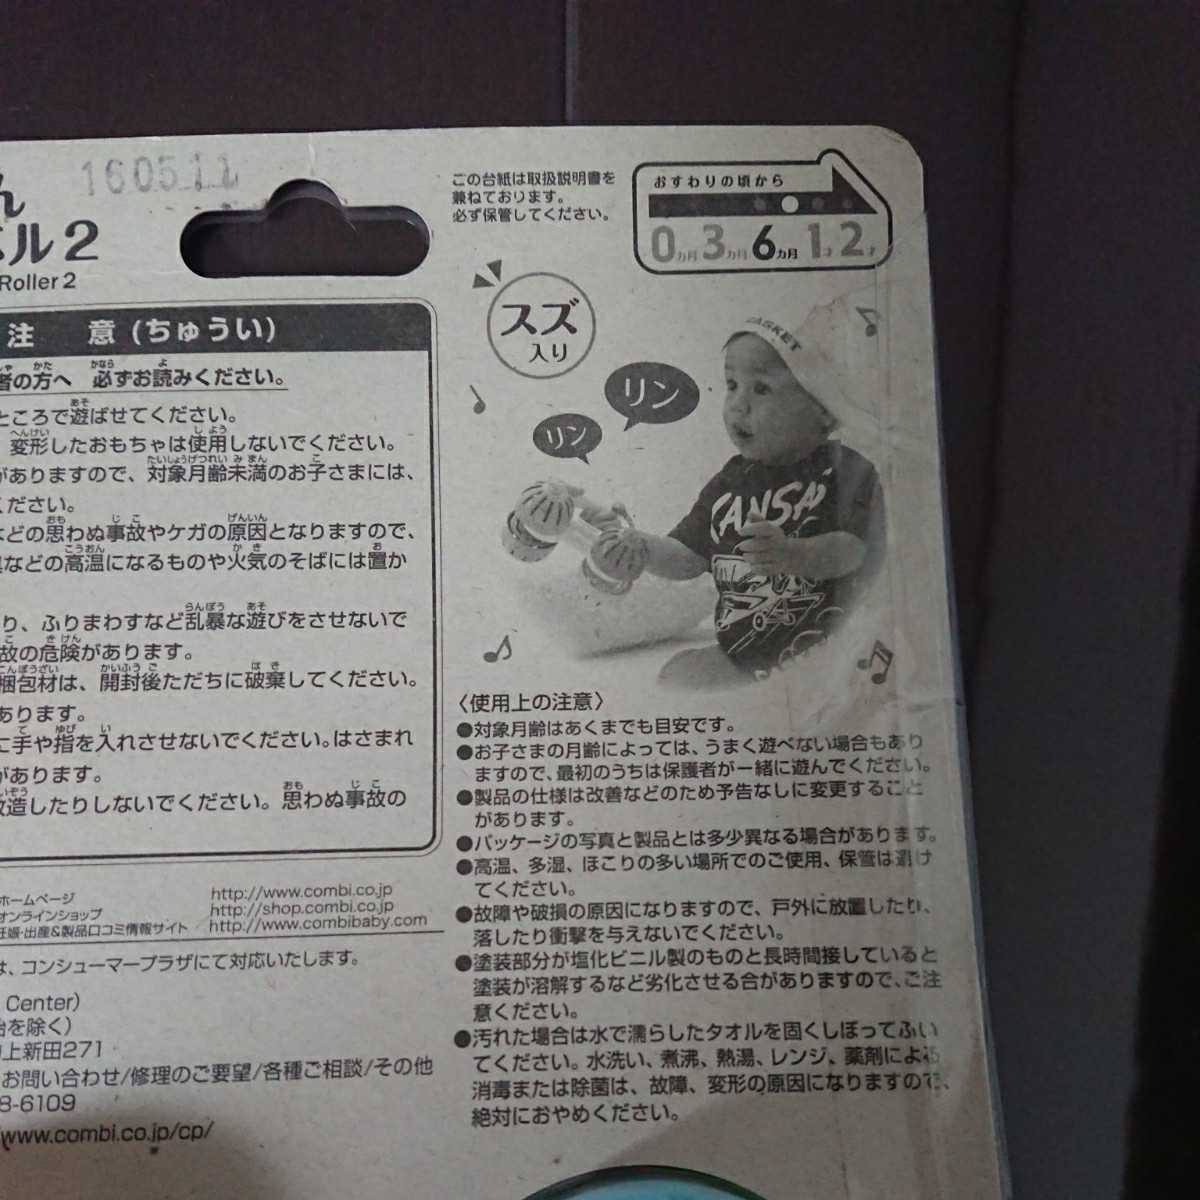 160511
ん
ベル2
Roller 2
注 意 (ちゅうい)
者の方へ 必ずお読みください。
ところで遊ばせてください。
変形したおもちゃは使用しないでください。
がありますので、対象月齢未満のお子さまには、
ください。
などの思わぬ事故やケガの原因となりますので、
などの高温になるものや火気のそばには置か
り、ふりまわすなど乱暴な遊びをさせないで
故の危険があります。
梱包材は、開封後ただちに破棄してください。
あります。
に手や指を入れさせないでください。はさまれ
があります。
改造したりしないでください。思わぬ事故の
ホームページ http://www.combi.co.jp
オンラインショップ http://shop.combi.co.jp
妊娠・出産&製品口コミ情報サイト http://www.combibaby.com
は、コンシューマープラザにて対応いたします。
Center)
を除く)
上新田271
お問い合わせ/修理のご要望/各種ご相談/その他
8-6109
www.combi.co.jp/cp/
この台紙は取扱説明書を
兼ねております。
必ず保管してください。
おすわりの頃から
0カ月 3カ月 6カ月 1才 2才
スズ
入り
リン
リン
BASKET
KANSAI
〈使用上の注意〉
●対象月齢はあくまでも目安です。
●お子さまの月齢によっては、うまく遊べない場合もあり
ますので、最初のうちは保護者が一緒に遊んでください。
●製品の仕様は改善などのため予告なしに変更すること
があります。
●パッケージの写真と製品とは多少異なる場合があります。
●高温、多湿、ほこりの多い場所でのご使用、保管は避け
てください。
●故障や破損の原因になりますので、戸外に放置したり、
落したり衝撃を与えないでください。
●塗装部分が塩化ビニル製のものと長時間接していると
塗装が溶解するなど劣化させる合がありますので、ご注
意ください。
●汚れた場合は水で濡らしたタオルを固くしぼってふい
てください。水洗い、煮沸、熱湯、レンジ、薬剤による
消毒または除菌は、故障、変形の原因になりますので、
絶対におやめください。